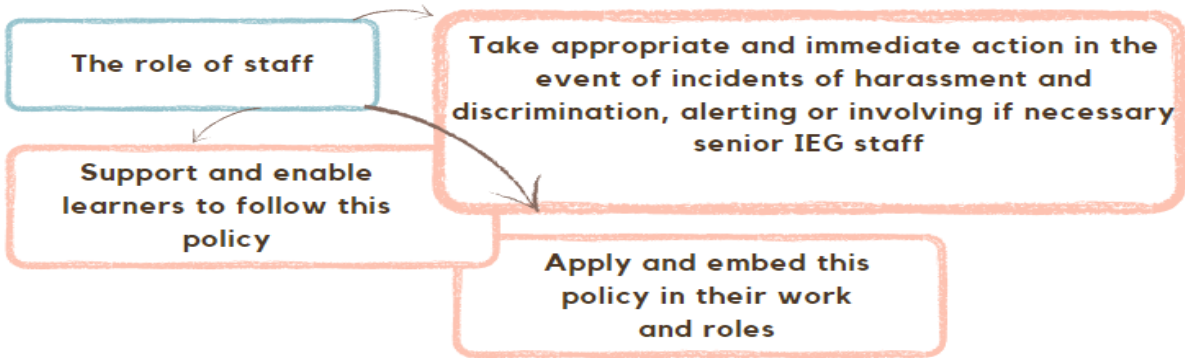 The role of staff
Take appropriate and immediate action in the
event of incidents of harassment and
discrimination, alerting or involving if necessary
senior IEG staff
Support and enable
learners to follow this
policy
Apply and embed this
policy in their work
and roles